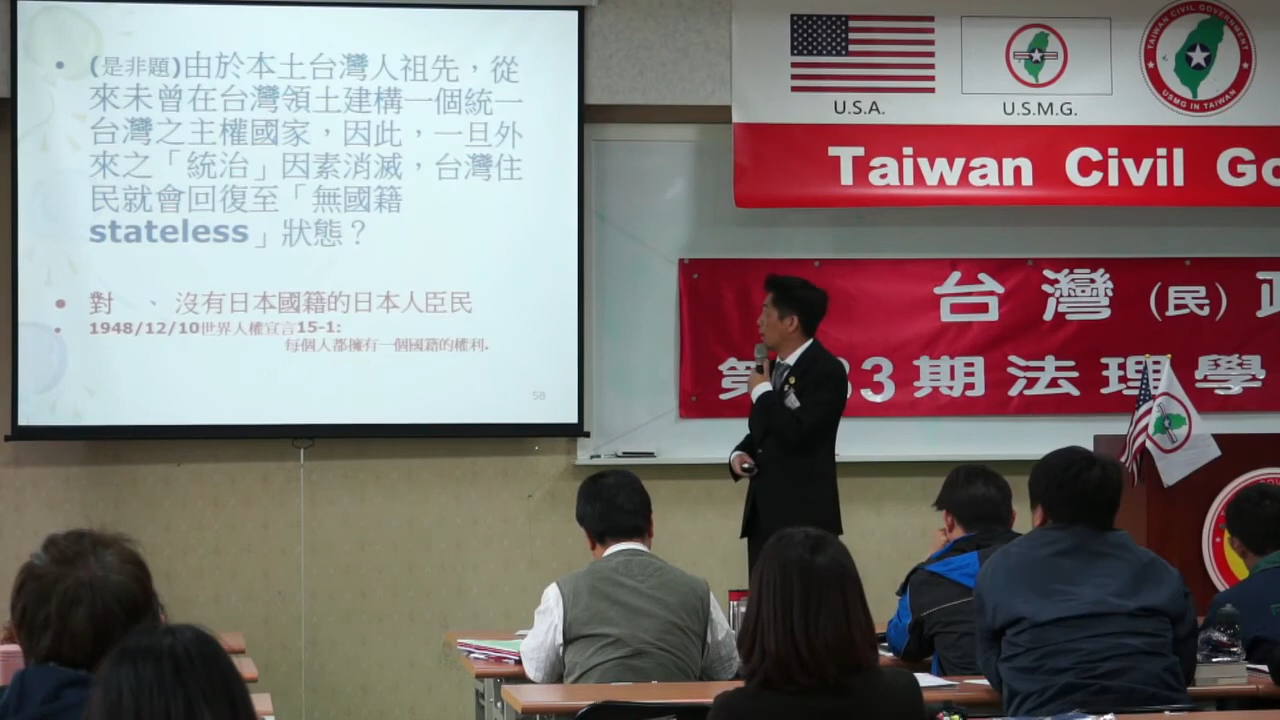 • (是非題)由於本土台灣人祖先，從
來未曾在台灣領土建構一個統一
台灣之主權國家，因此，一旦外
來之「統治」因素消滅，台灣住
民就會回復至「無國籍
stateless」狀態？
• 對 、 沒有日本國籍的日本人臣民
• 1948/12/10世界人權宣言15-1:
每個人都擁有一個國籍的權利.
58
U.S.A.
U.S.M.G.
TAIWAN CIVIL GOVERNMENT
USMG IN TAIWAN
Taiwan Civil Go
台灣(民)政
第 33期法理學